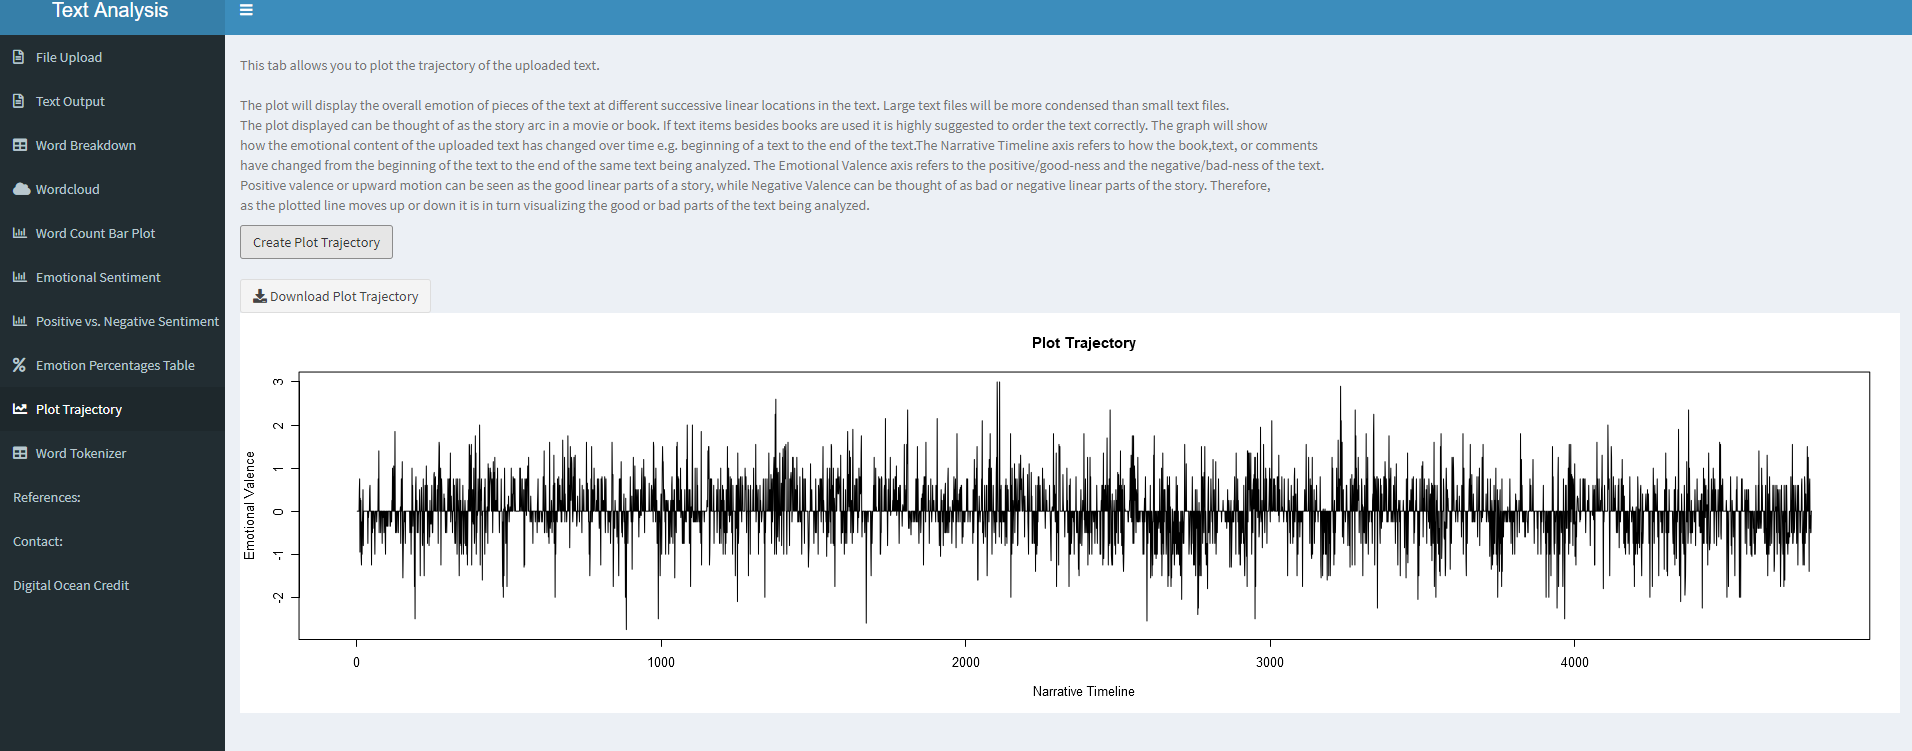 Text Analysis
File Upload
Text Output
Word Breakdown
Wordcloud
Word Count Bar Plot
Emotional Sentiment
Positive vs. Negative Sentiment
Emotion Percentages Table
Plot Trajectory
Word Tokenizer
References:
Contact:
Digital Ocean Credit
This tab allows you to plot the trajectory of the uploaded text.
The plot will display the overall emotion of pieces of the text at different successive linear locations in the text. Large text files will be more condensed than small text files.
The plot displayed can be thought of as the story arc in a movie or book. If text items besides books are used it is highly suggested to order the text correctly. The graph will show
how the emotional content of the uploaded text has changed over time e.g. beginning of a text to the end of the text.The Narrative Timeline axis refers to how the book,text, or comments
have changed from the beginning of the text to the end of the same text being analyzed. The Emotional Valence axis refers to the positive/good-ness and the negative/bad-ness of the text.
Positive valence or upward motion can be seen as the good linear parts of a story, while Negative Valence can be thought of as bad or negative linear parts of the story. Therefore,
as the plotted line moves up or down it is in turn visualizing the good or bad parts of the text being analyzed.
Create Plot Trajectory
Download Plot Trajectory
Plot Trajectory
Emotional Valence
3
2
1
0
-1
-2
0 1000 2000 3000 4000
Narrative Timeline